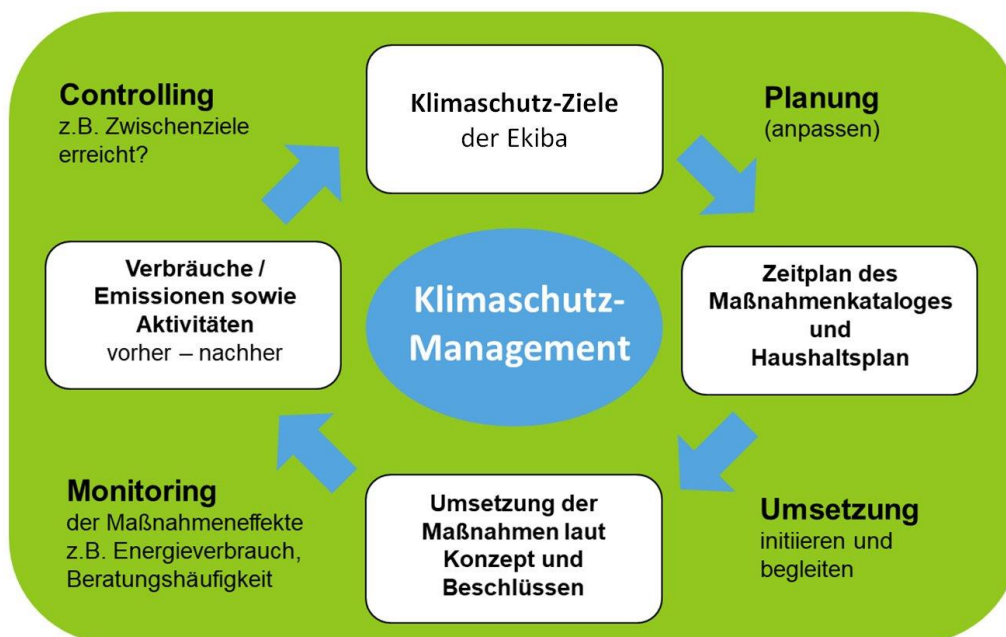 Controlling
z.B. Zwischenziele
erreicht?
Klimaschutz-Ziele
der Ekiba
Planung
(anpassen)
Verbräuche /
Emissionen sowie
Aktivitäten
vorher – nachher
Klimaschutz-
Management
Zeitplan des
Maßnahmenkataloges
und
Haushaltsplan
Monitoring
der Maßnahmeneffekte
z.B. Energieverbrauch,
Beratungshäufigkeit
Umsetzung der
Maßnahmen laut
Konzept und
Beschlüssen
Umsetzung
initiieren und
begleiten